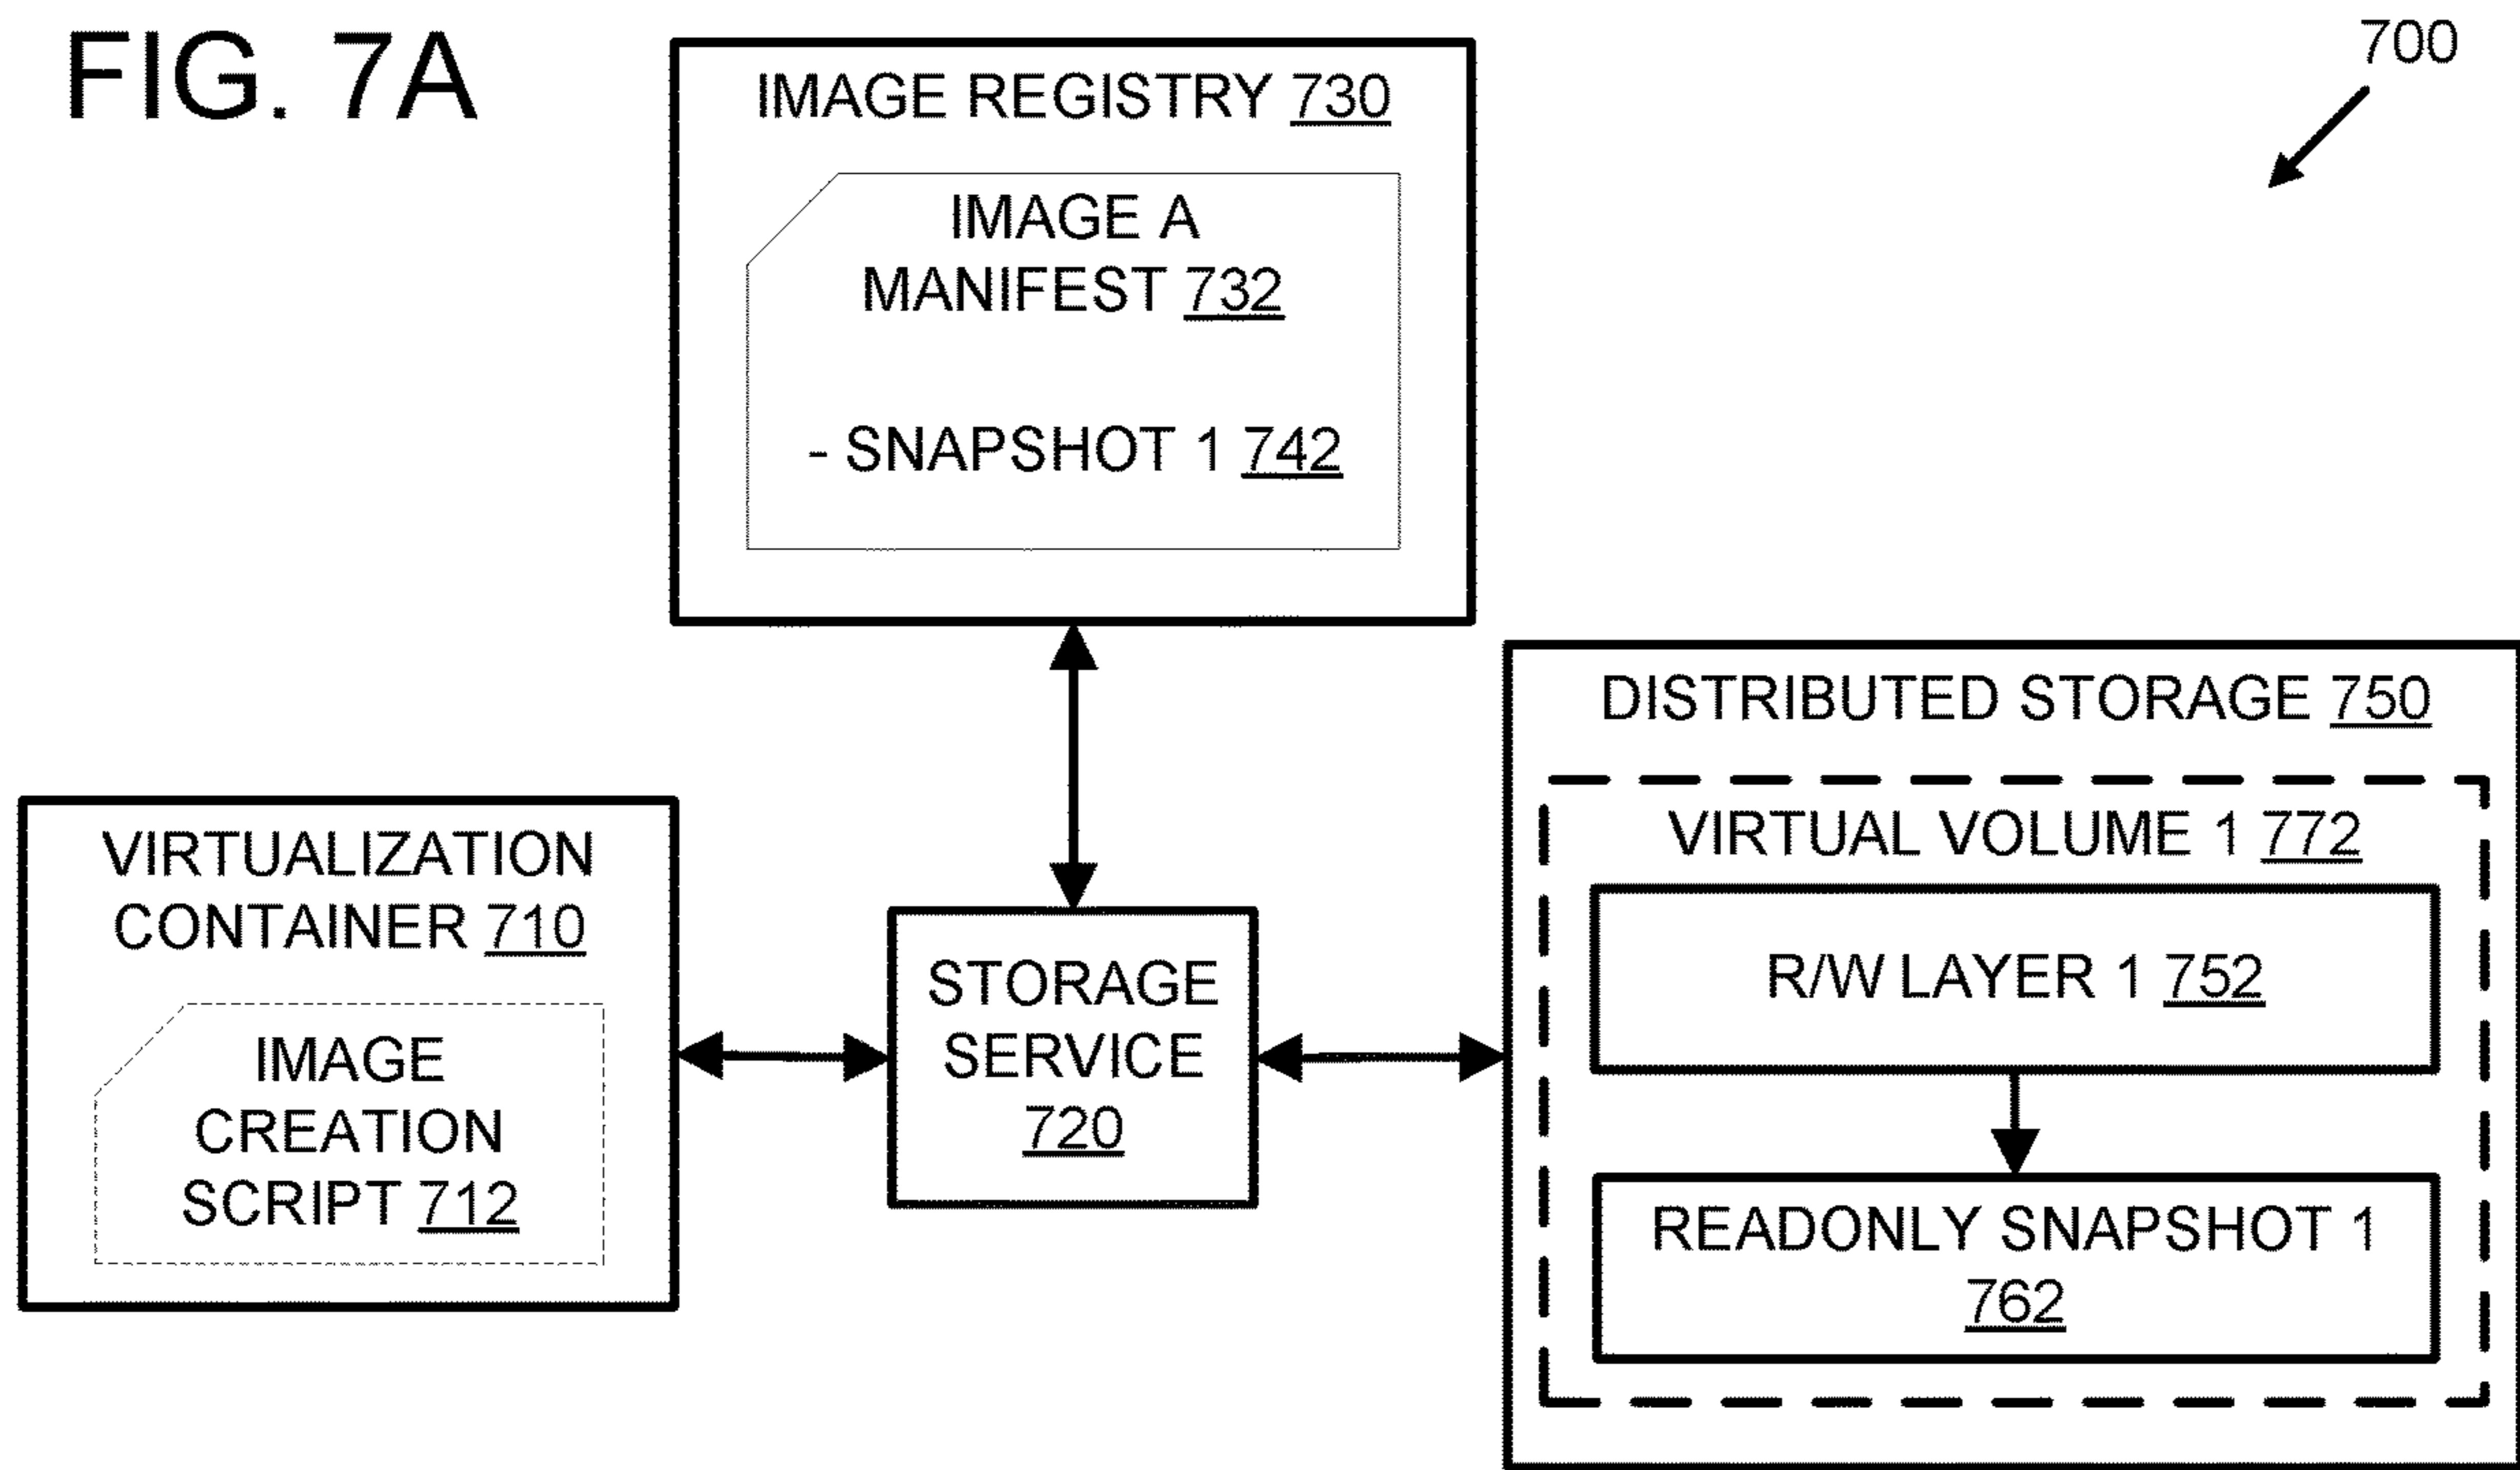 FIG. 7A
700
IMAGE REGISTRY 730
IMAGE A
MANIFEST 732
- SNAPSHOT 1 742
VIRTUALIZATION
CONTAINER 710
IMAGE
CREATION
SCRIPT 712
STORAGE
SERVICE
720
DISTRIBUTED STORAGE 750
VIRTUAL VOLUME 1 772
R/W LAYER 1 752
READONLY SNAPSHOT 1
762